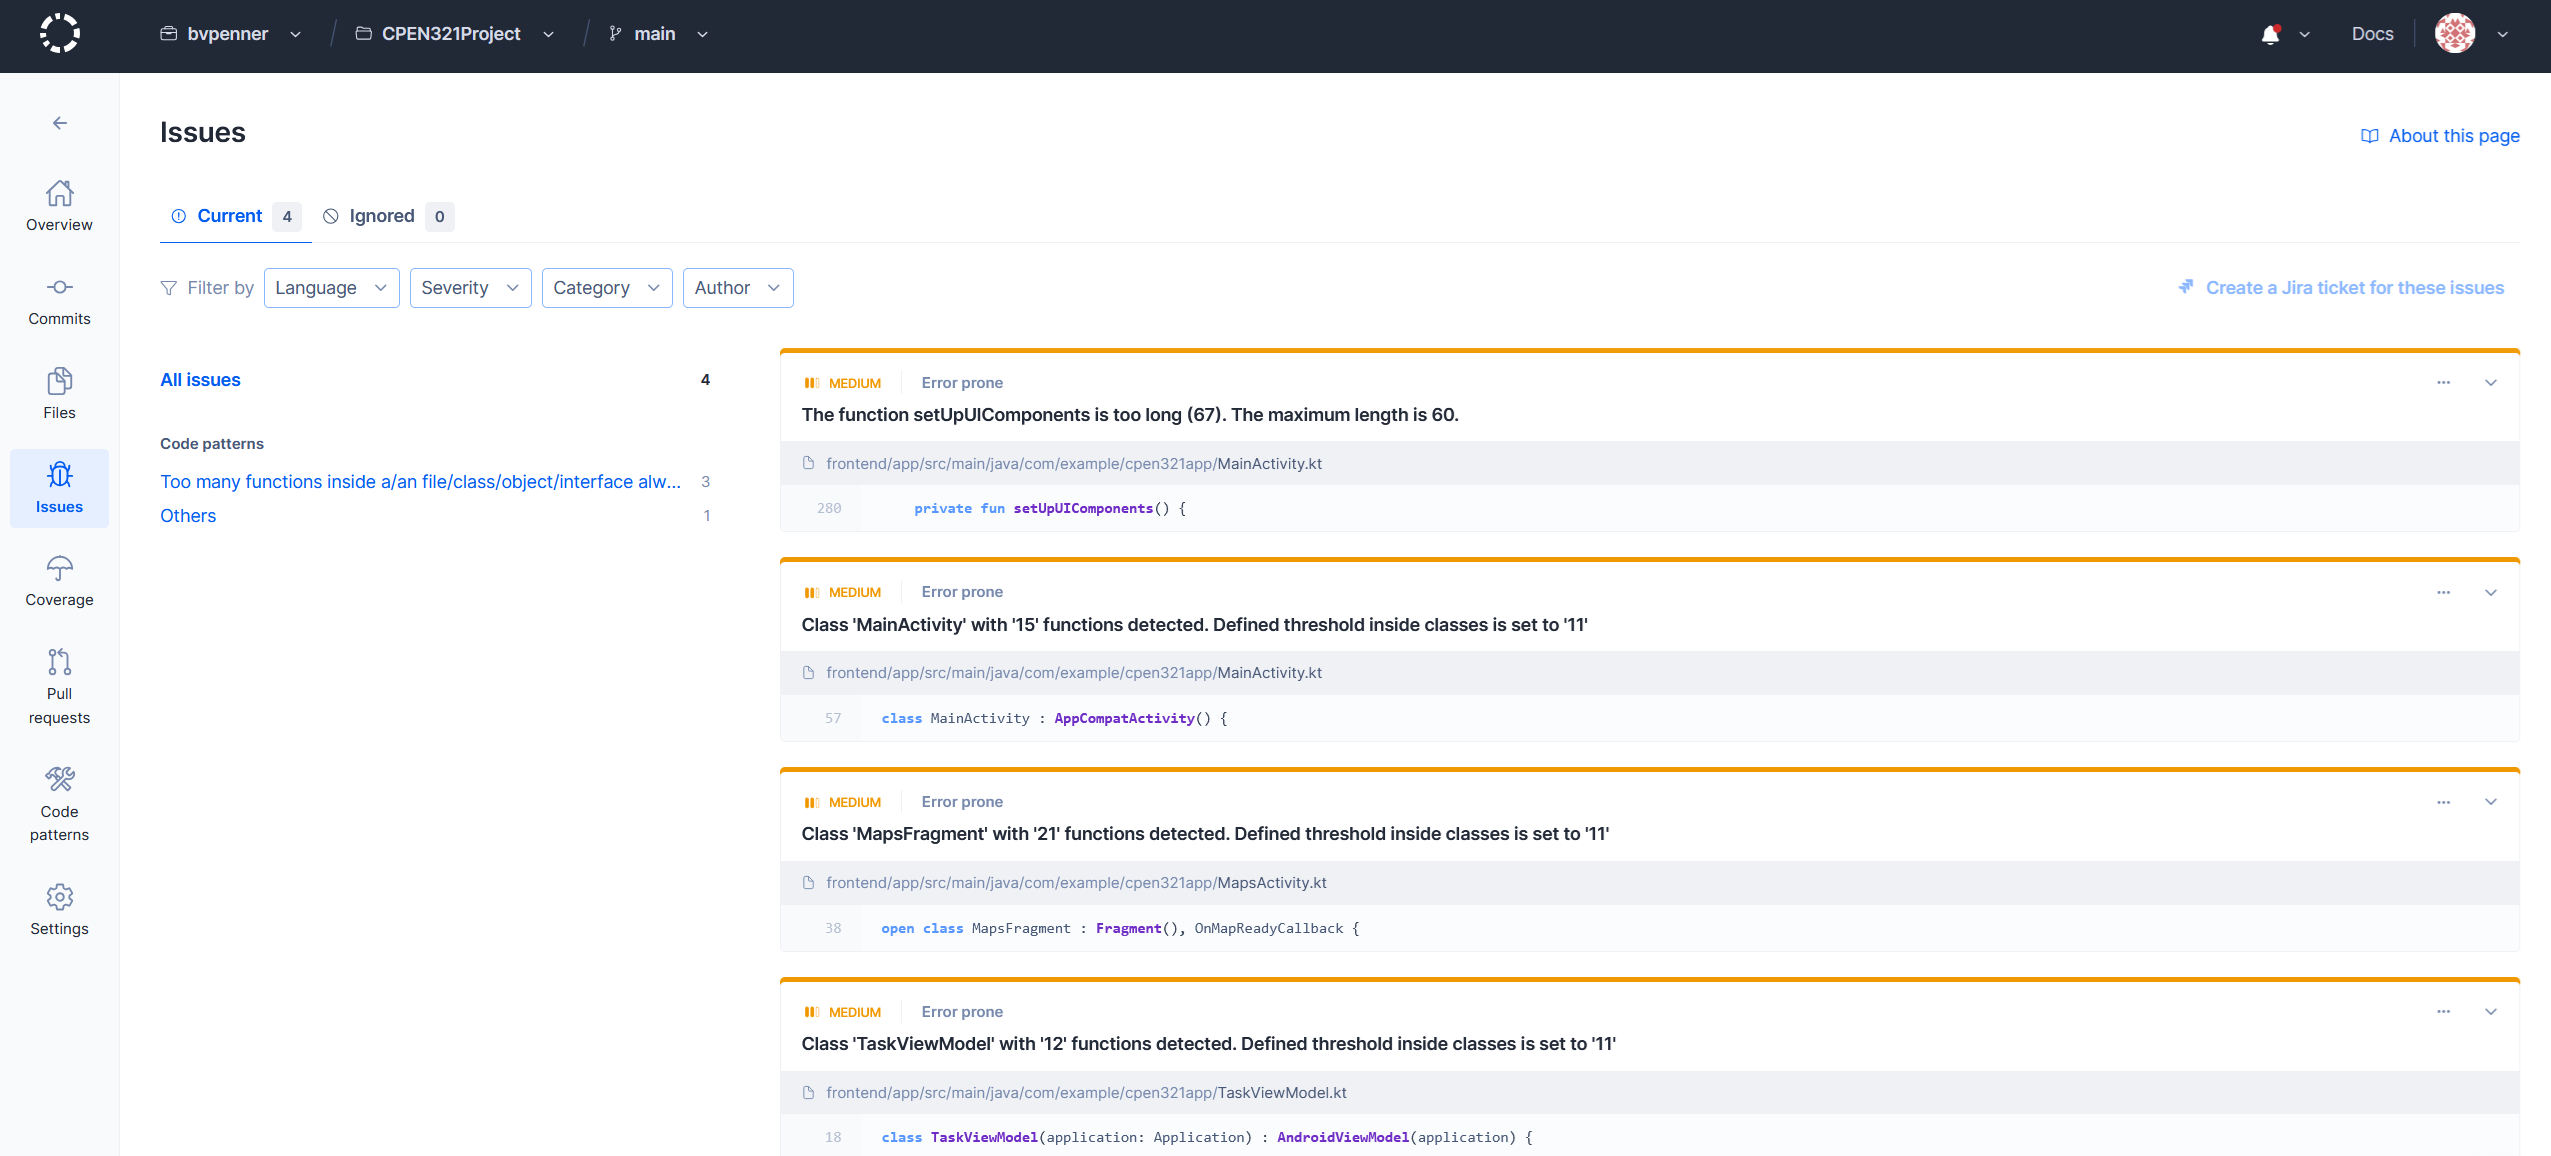 bvpenner
CPEN321Project
main
Docs
Overview
Commits
Files
Issues
Coverage
Pull
requests
Code
patterns
Settings
Issues
About this page
Current 4
Ignored 0
Filter by Language Severity Category Author
Create a Jira ticket for these issues
All issues 4
Code patterns
Too many functions inside a/an file/class/object/interface alw... 3
Others 1
MEDIUM Error prone
The function setUpUIComponents is too long (67). The maximum length is 60.
frontend/app/src/main/java/com/example/cpen321app/MainActivity.kt
280 private fun setUpUIComponents() {
MEDIUM Error prone
Class 'MainActivity' with '15' functions detected. Defined threshold inside classes is set to '11'
frontend/app/src/main/java/com/example/cpen321app/MainActivity.kt
57 class MainActivity : AppCompatActivity() {
MEDIUM Error prone
Class 'MapsFragment' with '21' functions detected. Defined threshold inside classes is set to '11'
frontend/app/src/main/java/com/example/cpen321app/MapsActivity.kt
38 open class MapsFragment : Fragment(), OnMapReadyCallback {
MEDIUM Error prone
Class 'TaskViewModel' with '12' functions detected. Defined threshold inside classes is set to '11'
frontend/app/src/main/java/com/example/cpen321app/TaskViewModel.kt
18 class TaskViewModel(application: Application) : AndroidViewModel(application) {